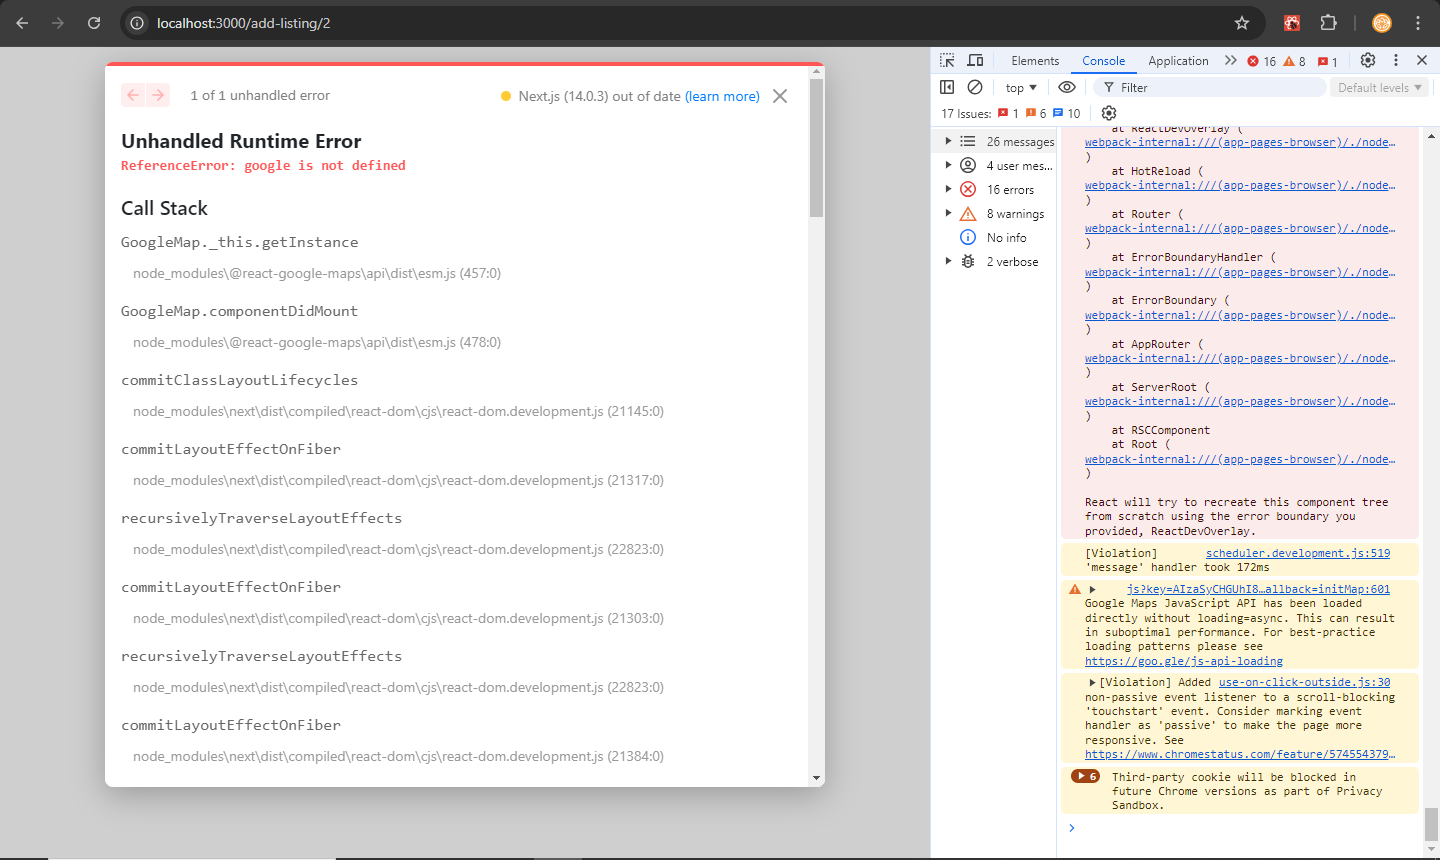 localhost:3000/add-listing/2
1 of 1 unhandled error
Next.js (14.0.3) out of date (learn more)
Unhandled Runtime Error
ReferenceError: google is not defined
Call Stack
GoogleMap._this.getInstance
node_modules\@react-google-maps\api\dist\esm.js (457:0)
GoogleMap.componentDidMount
node_modules\@react-google-maps\api\dist\esm.js (478:0)
commitClassLayoutLifecycles
node_modules\next\dist\compiled\react-dom\cjs\react-dom.development.js (21145:0)
commitLayoutEffectOnFiber
node_modules\next\dist\compiled\react-dom\cjs\react-dom.development.js (21317:0)
recursivelyTraverseLayoutEffects
node_modules\next\dist\compiled\react-dom\cjs\react-dom.development.js (22823:0)
commitLayoutEffectOnFiber
node_modules\next\dist\compiled\react-dom\cjs\react-dom.development.js (21303:0)
recursivelyTraverseLayoutEffects
node_modules\next\dist\compiled\react-dom\cjs\react-dom.development.js (22823:0)
commitLayoutEffectOnFiber
node_modules\next\dist\compiled\react-dom\cjs\react-dom.development.js (21384:0)
Elements Console Application 16 8 1
top Filter Default levels
17 Issues: 1 6 10
26 messages
4 user mes...
16 errors
8 warnings
No info
2 verbose
at ReactDevOverlay (
webpack-internal:///(app-pages-browser)/./node…
)
at HotReload (
webpack-internal:///(app-pages-browser)/./node…
)
at Router (
webpack-internal:///(app-pages-browser)/./node…
)
at ErrorBoundaryHandler (
webpack-internal:///(app-pages-browser)/./node…
)
at ErrorBoundary (
webpack-internal:///(app-pages-browser)/./node…
)
at AppRouter (
webpack-internal:///(app-pages-browser)/./node…
)
at ServerRoot (
webpack-internal:///(app-pages-browser)/./node…
)
at RSCComponent
at Root (
webpack-internal:///(app-pages-browser)/./node…
)
React will try to recreate this component tree
from scratch using the error boundary you
provided, ReactDevOverlay.
[Violation] scheduler.development.js:519
'message' handler took 172ms
js?key=AIzaSyCHGUhI8…allback=initMap:601
Google Maps JavaScript API has been loaded
directly without loading=async. This can result
in suboptimal performance. For best-practice
loading patterns please see
https://goo.gle/js-api-loading
[Violation] Added use-on-click-outside.js:30
non-passive event listener to a scroll-blocking
'touchstart' event. Consider marking event
handler as 'passive' to make the page more
responsive. See
https://www.chromestatus.com/feature/574554379…
6 Third-party cookie will be blocked in
future Chrome versions as part of Privacy
Sandbox.